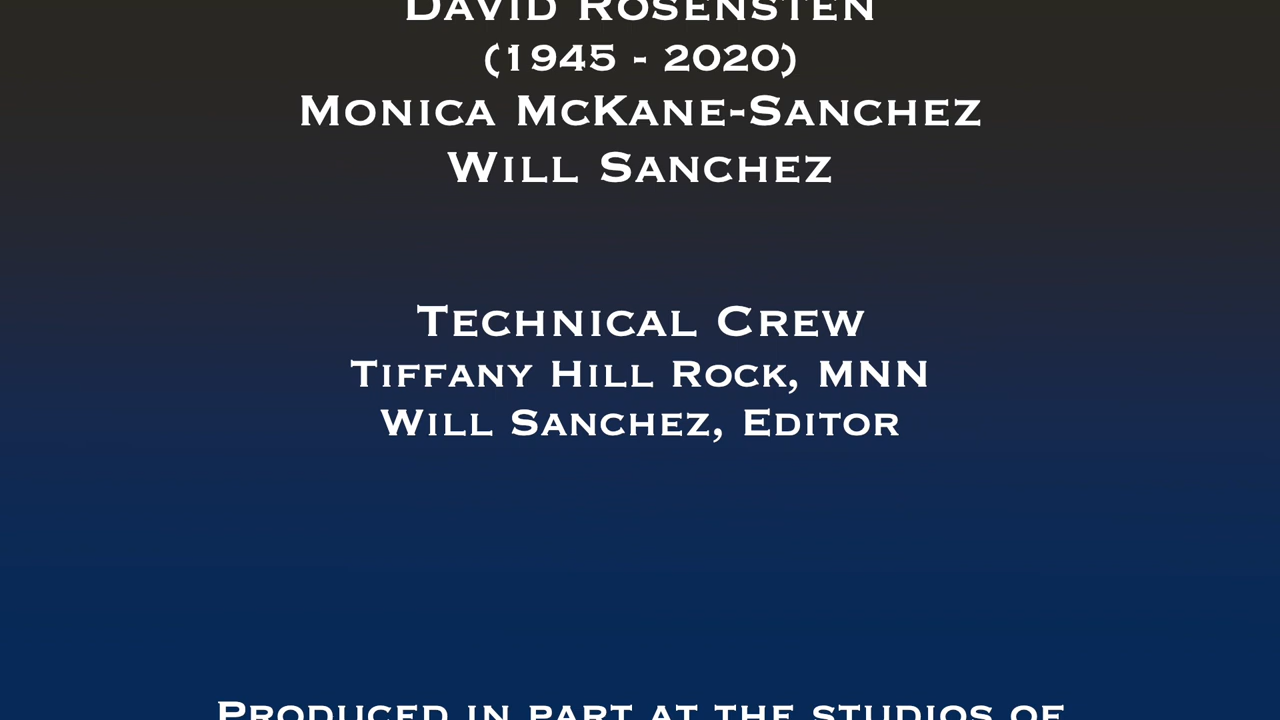 David Rosensten
(1945 - 2020)
Monica McKane-Sanchez
Will Sanchez
Technical Crew
Tiffany Hill Rock, MNN
Will Sanchez, Editor
Produced in part at the studios of